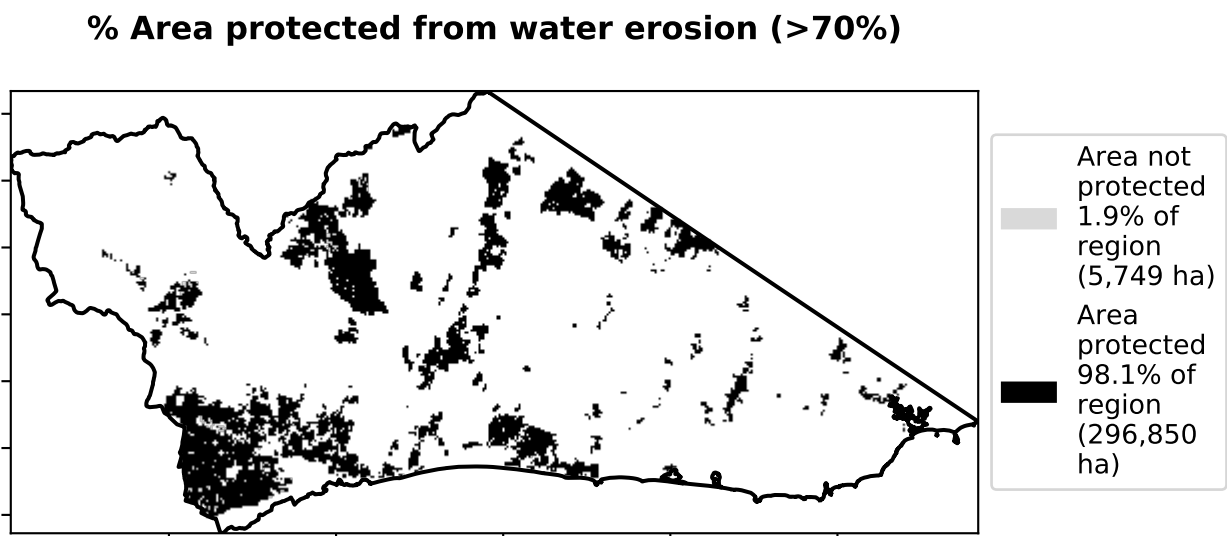 % Area protected from water erosion (>70%)
Area not
protected
1.9% of
region
(5,749 ha)
Area
protected
98.1% of
region
(296,850
ha)